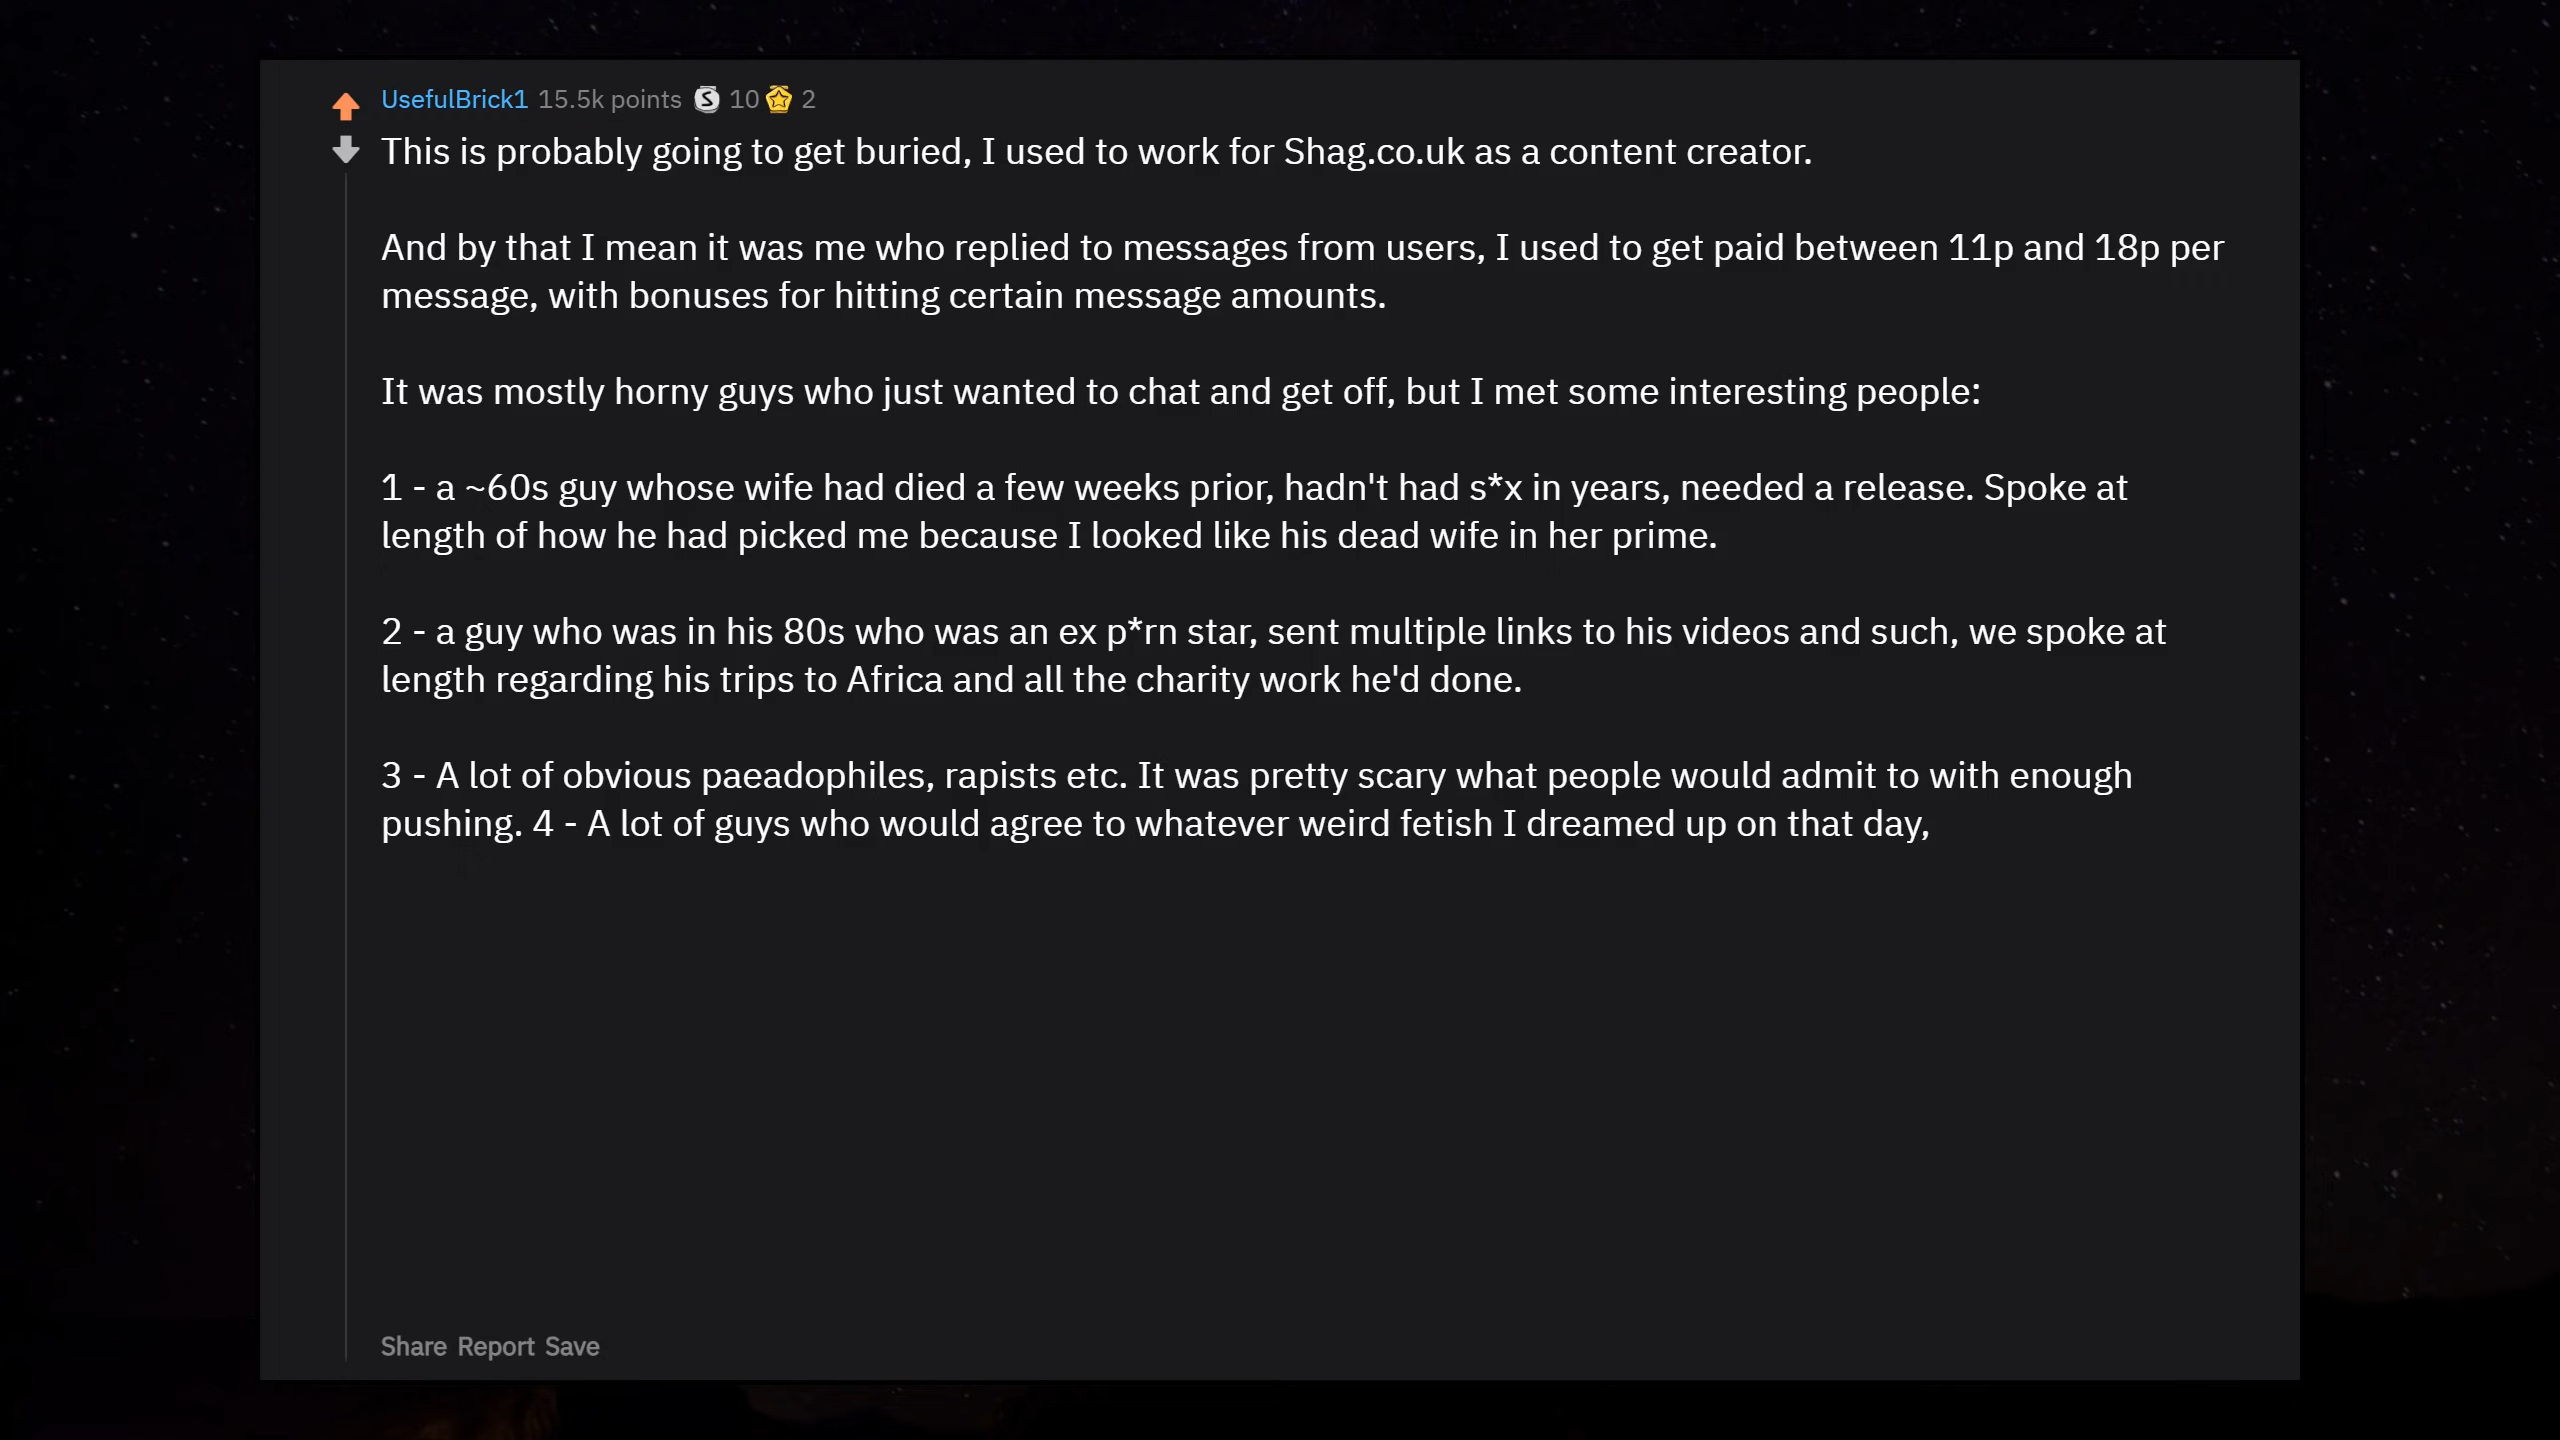 UsefulBrick1 15.5k points S 10 2
This is probably going to get buried, I used to work for Shag.co.uk as a content creator.
And by that I mean it was me who replied to messages from users, I used to get paid between 11p and 18p per
message, with bonuses for hitting certain message amounts.
It was mostly horny guys who just wanted to chat and get off, but I met some interesting people:
1 - a ~60s guy whose wife had died a few weeks prior, hadn't had s*x in years, needed a release. Spoke at
length of how he had picked me because I looked like his dead wife in her prime.
2 - a guy who was in his 80s who was an ex p*rn star, sent multiple links to his videos and such, we spoke at
length regarding his trips to Africa and all the charity work he'd done.
3 - A lot of obvious paeadophiles, rapists etc. It was pretty scary what people would admit to with enough
pushing. 4 - A lot of guys who would agree to whatever weird fetish I dreamed up on that day,
Share Report Save